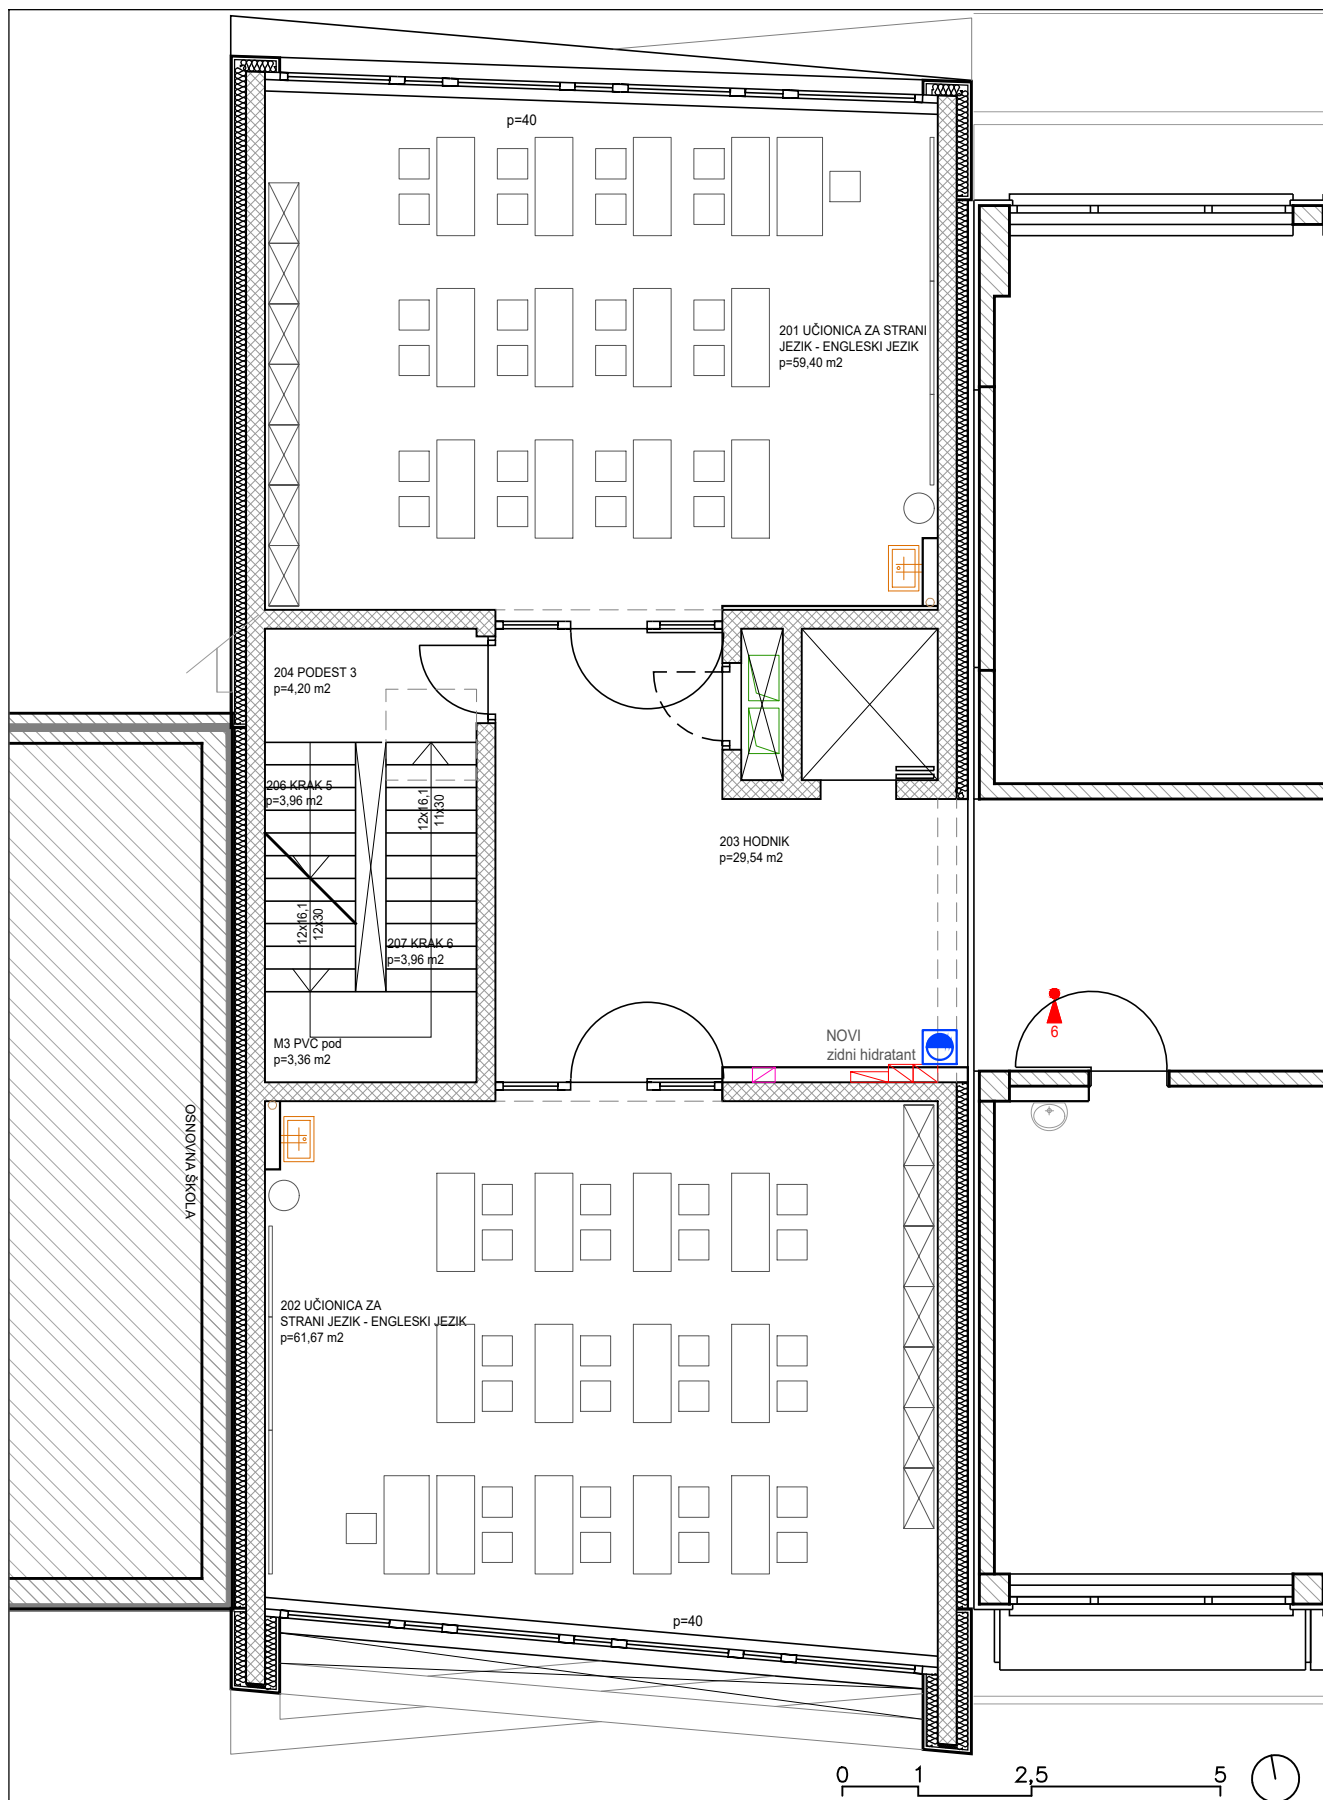 p=40
201 UČIONICA ZA STRANI
JEZIK - ENGLESKI JEZIK
p=59,40 m2
204 PODEST 3
p=4,20 m2
206 KRAK 5
p=3,96 m2
12x16,1
11x30
203 HODNIK
p=29,54 m2
12x16,1
12x30
207 KRAK 6
p=3,96 m2
M3 PVC pod
p=3,36 m2
NOVI
zidni hidratant
6
OSNOVNA ŠKOLA
202 UČIONICA ZA
STRANI JEZIK - ENGLESKI JEZIK
p=61,67 m2
p=40
0 1 2,5 5